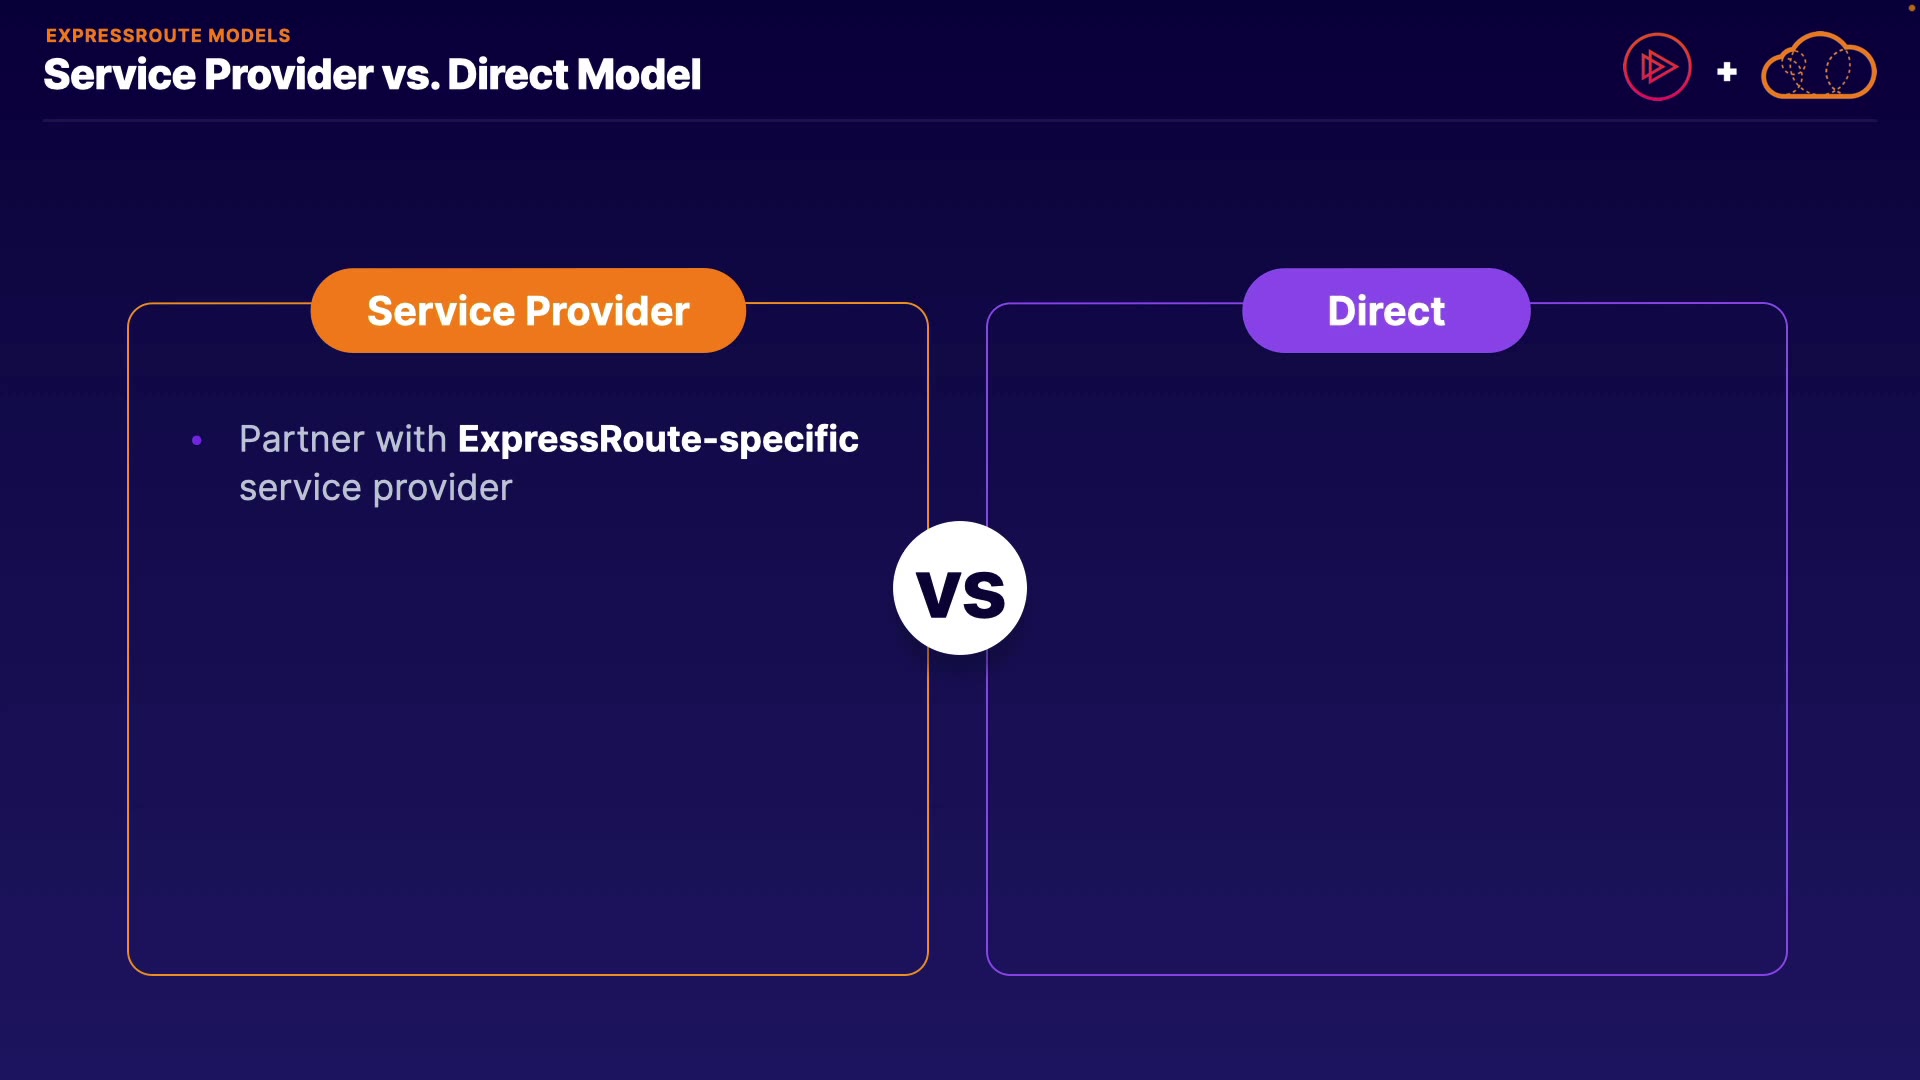 EXPRESSROUTE MODELS
Service Provider vs. Direct Model
+
Service Provider
Direct
• Partner with ExpressRoute-specific
service provider
VS